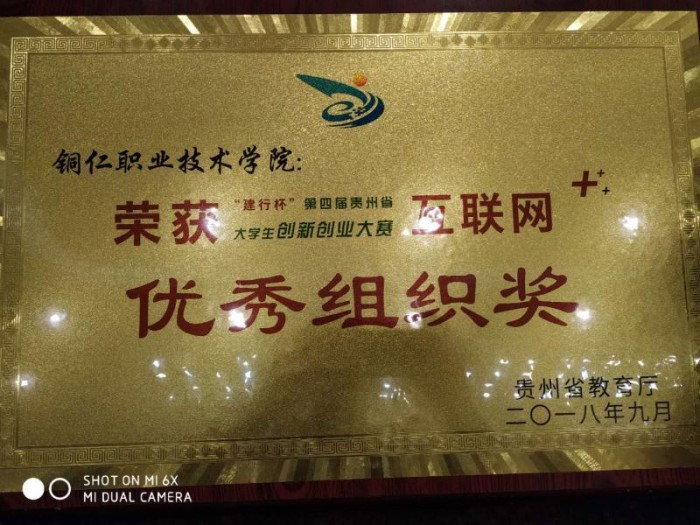 铜仁职业技术学院:
荣获 “建行杯”第四届贵州省 互联网+
大学生创新创业大赛
优秀组织奖
贵州省教育厅
二〇一八年九月
SHOT ON MI 6X
MI DUAL CAMERA